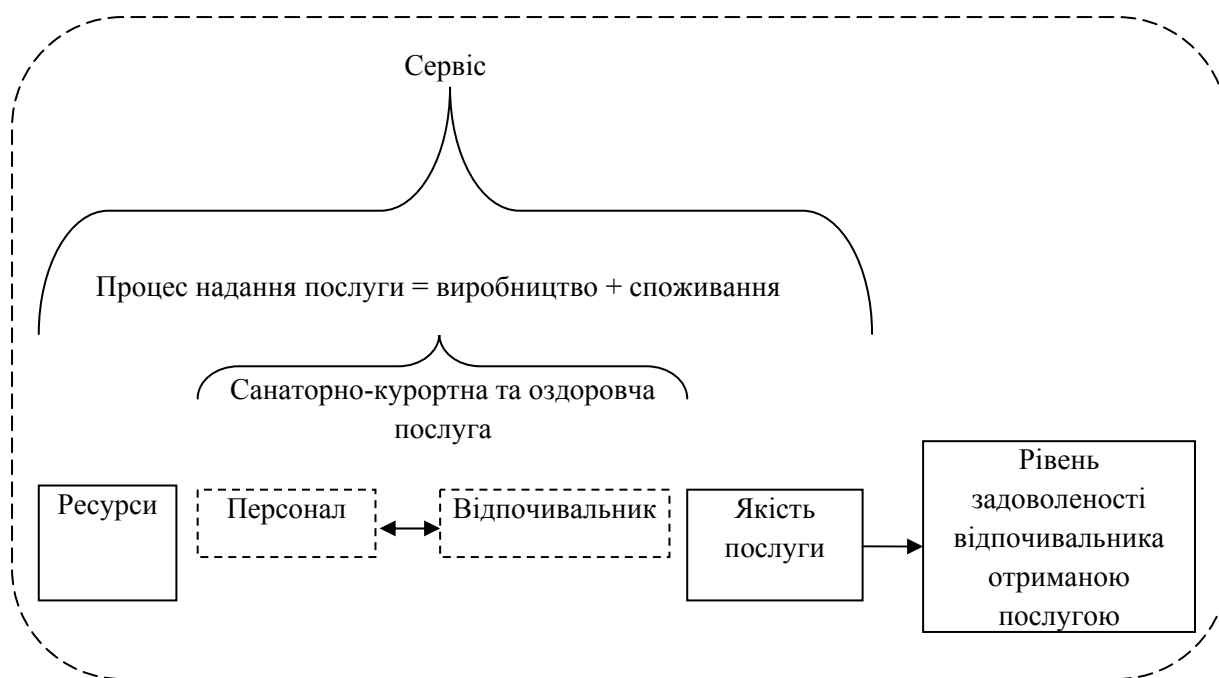 Сервіс
Процес надання послуги = виробництво + споживання
Санаторно-курортна та оздоровча
послуга
Ресурси
Персонал
Відпочивальник
Якість
послуги
Рівень
задоволеності
відпочивальника
отриманою
послугою